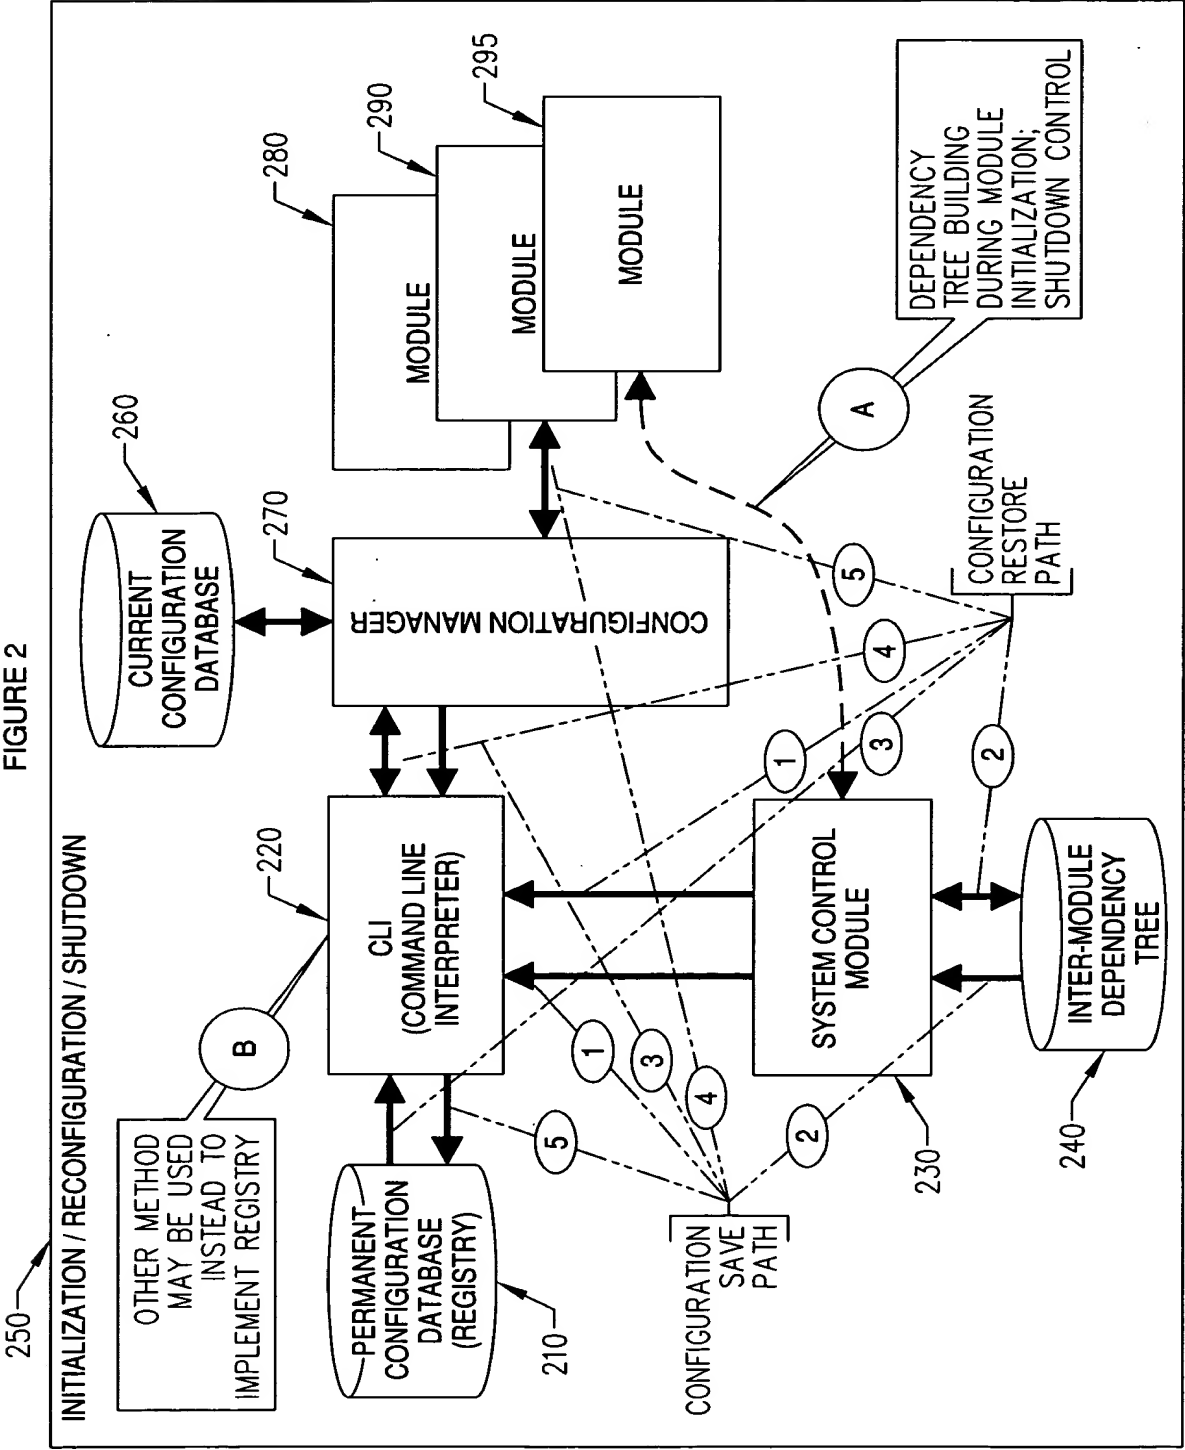 FIGURE 2
250
INITIALIZATION / RECONFIGURATION / SHUTDOWN
OTHER METHOD
MAY BE USED
INSTEAD TO
IMPLEMENT REGISTRY
B
220
CURRENT
CONFIGURATION
DATABASE
260
270
280
290
295
PERMANENT
CONFIGURATION
DATABASE
(REGISTRY)
210
CLI
(COMMAND LINE
INTERPRETER)
CONFIGURATION MANAGER
MODULE
MODULE
MODULE
5
1
3
4
2
CONFIGURATION
SAVE
PATH
SYSTEM CONTROL
MODULE
230
1
3
4
5
2
CONFIGURATION
RESTORE
PATH
A
DEPENDENCY
TREE BUILDING
DURING MODULE
INITIALIZATION;
SHUTDOWN CONTROL
240
INTER-MODULE
DEPENDENCY
TREE